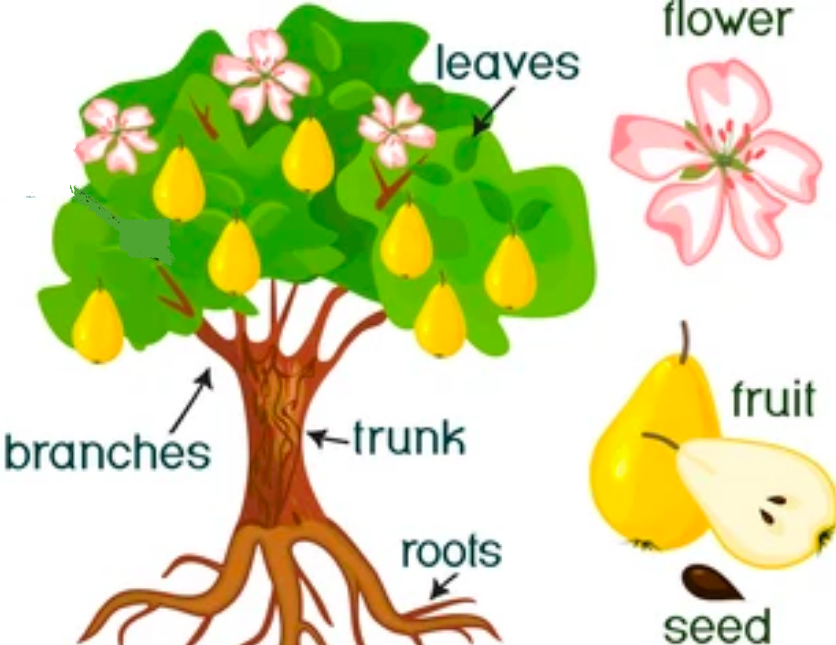 flower
leaves
fruit
branches
trunk
roots
seed